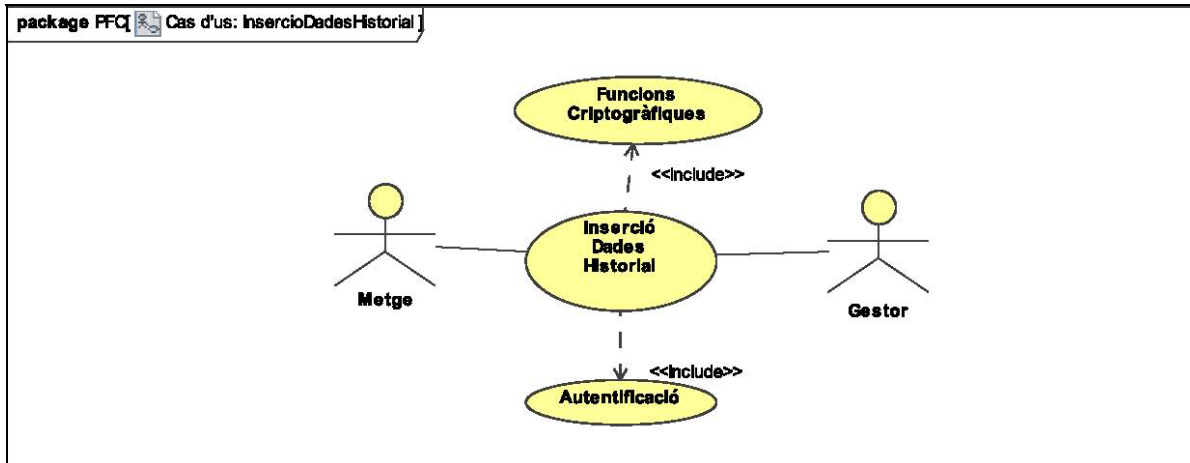 package PFC[ Cas d'us: InsercioDadesHistorial ]
Funcions
Criptogràfiques
<<include>>
Inserció
Dades
Historial
Metge
Gestor
<<include>>
Autentificació